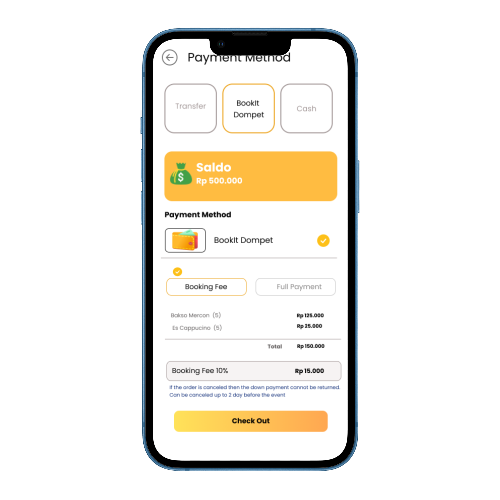 Payment Method
Transfer
BookIt
Dompet
Cash
$
Saldo
Rp 500.000
Payment Method
BookIt Dompet
Booking Fee
Full Payment
Bakso Mercon (5)
Rp 125.000
Es Cappucino (5)
Rp 25.000
Total
Rp 150.000
Booking Fee 10%
Rp 15.000
If the order is canceled then the down payment cannot be returned.
Can be canceled up to 2 day before the event
Check Out